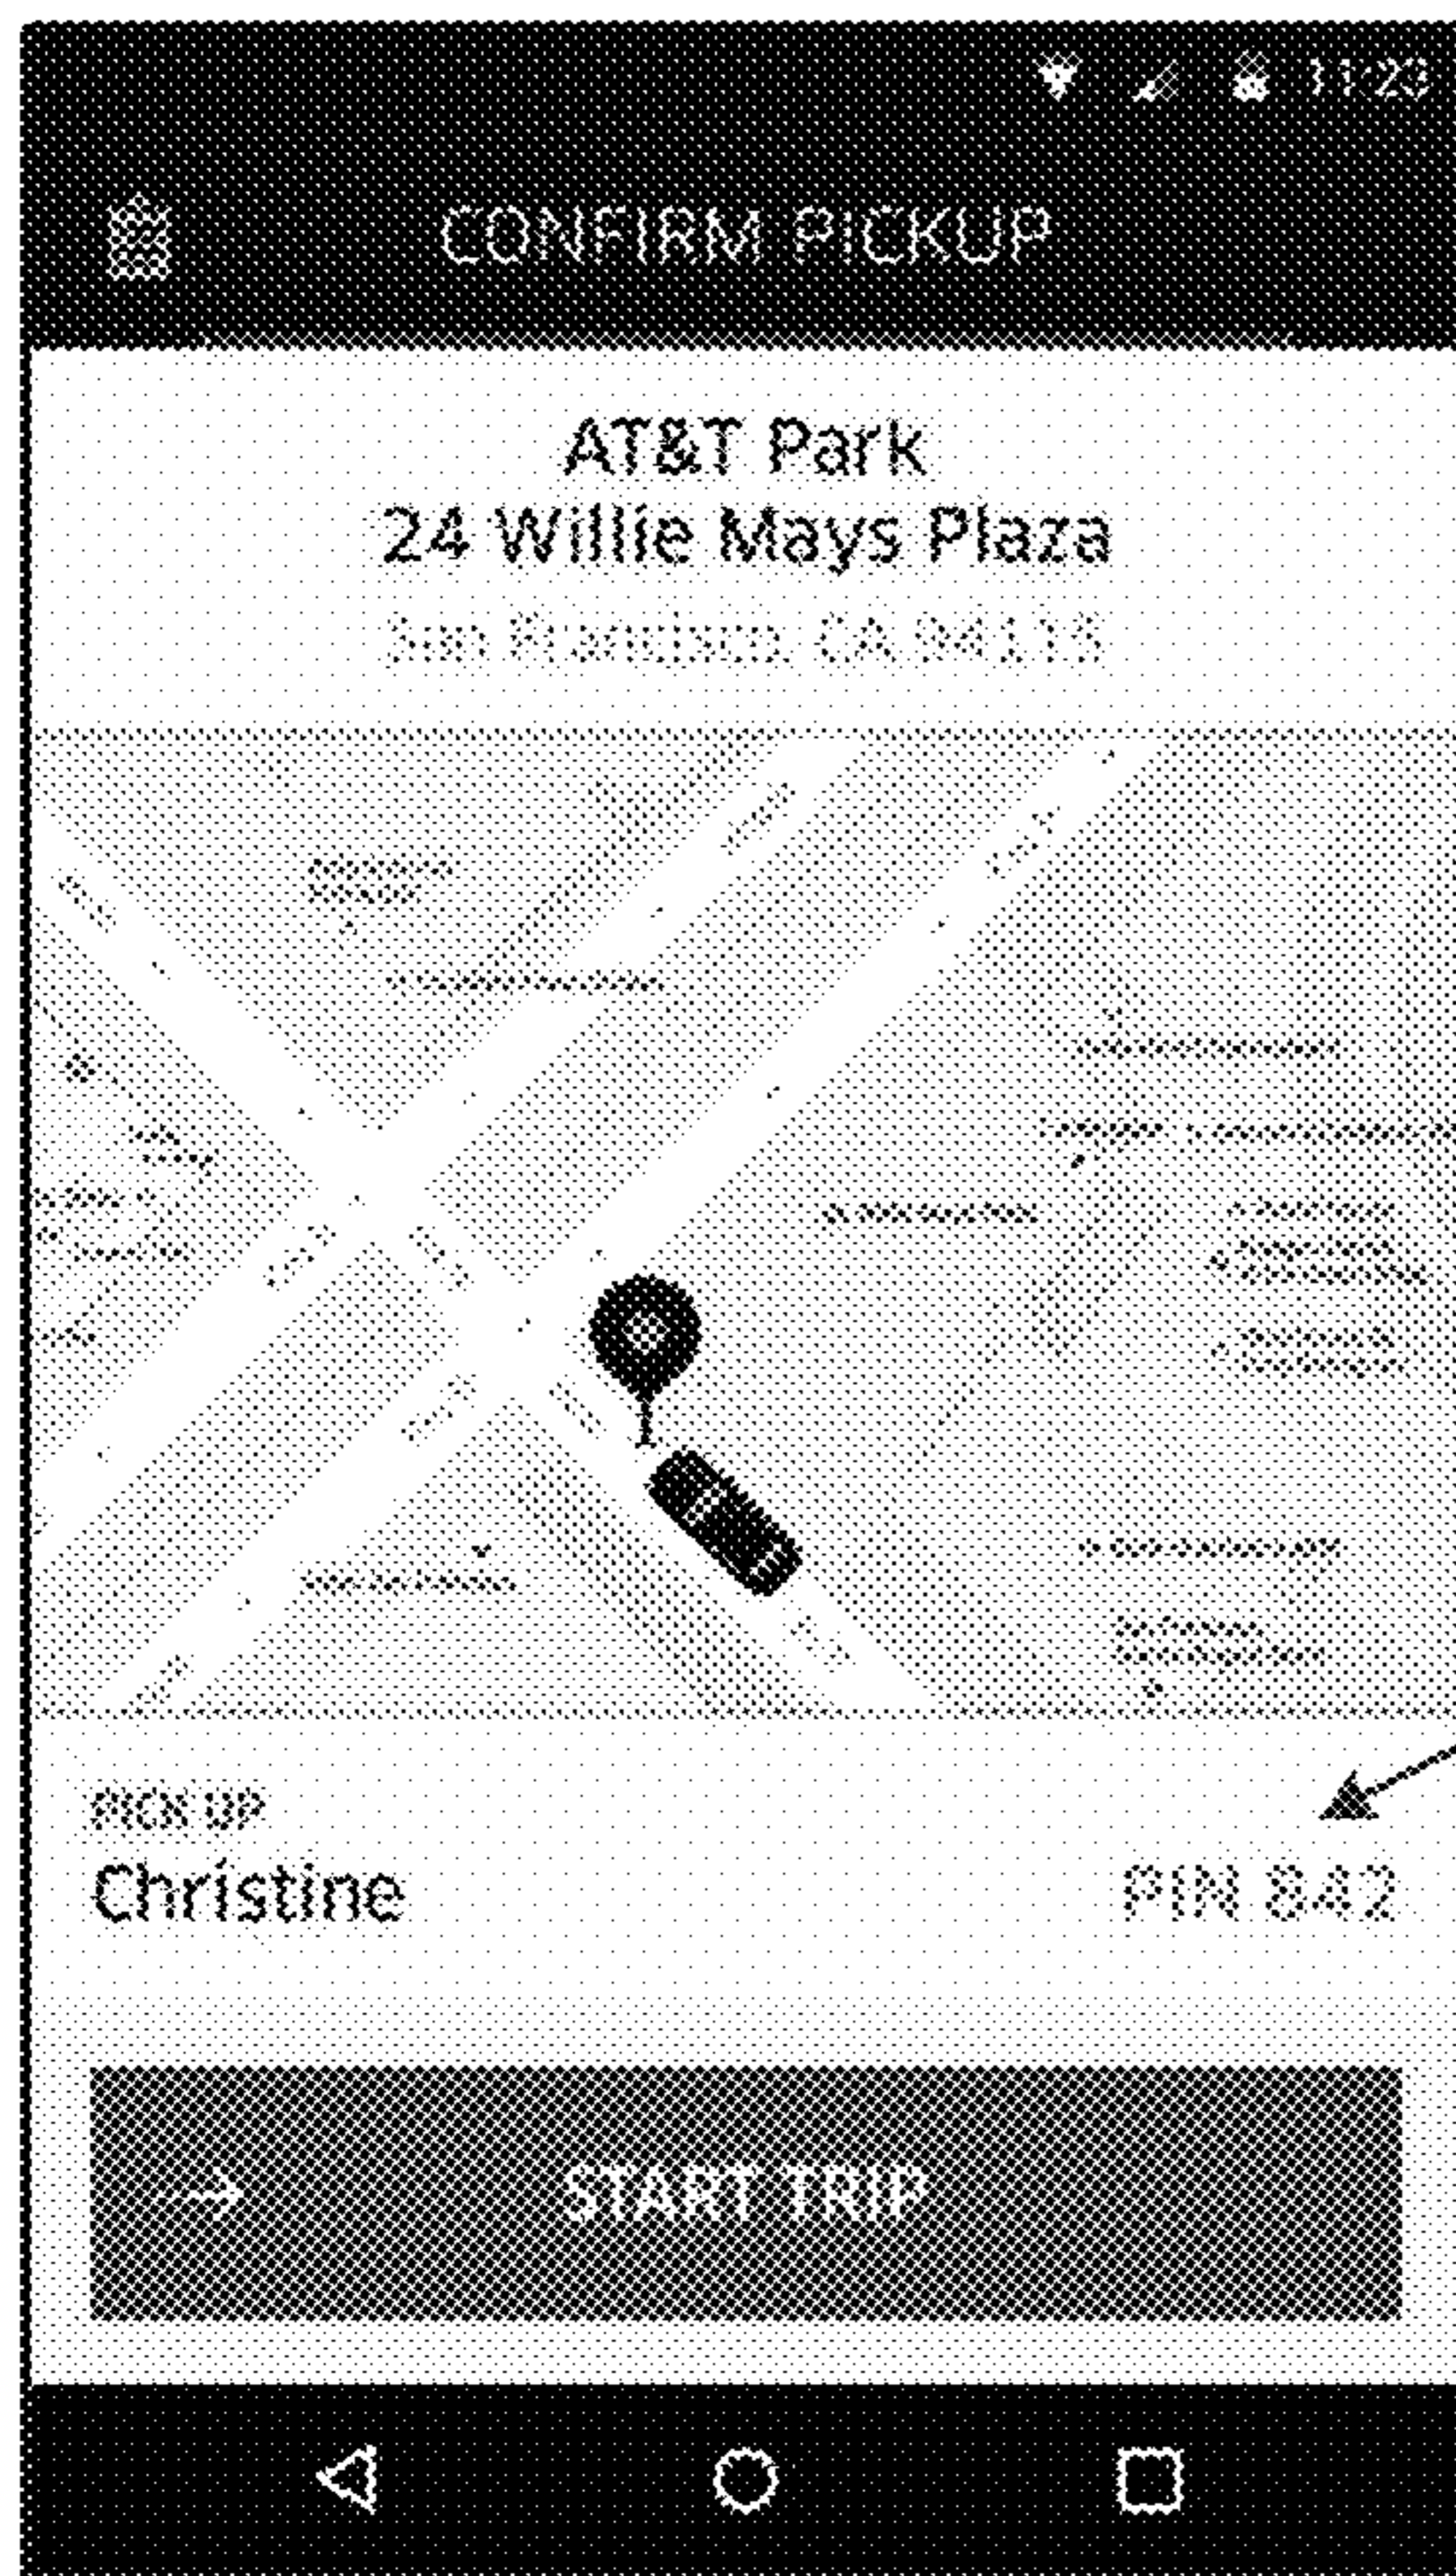 11:23
CONFIRM PICKUP
AT&T Park
24 Willie Mays Plaza
San Francisco, CA 94115
PICK UP
Christine
PIN 842
START TRIP